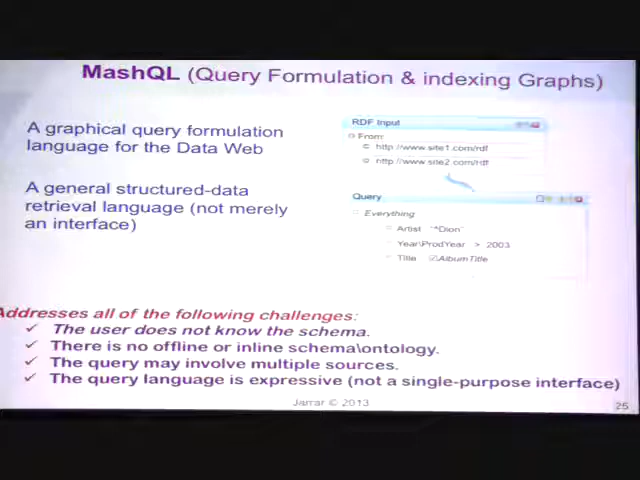 MashQL (Query Formulation & indexing Graphs)
A graphical query formulation
language for the Data Web
A general structured-data
retrieval language (not merely
an interface)
RDF Input
From:
http://www.site1.com/rdf
http://www.site2.com/rdf
Query
Everything
Artist "^Dion"
Year\ProdYear > 2003
Title ☑AlbumTitle
Addresses all of the following challenges:
✓ The user does not know the schema.
✓ There is no offline or inline schema\ontology.
✓ The query may involve multiple sources.
✓ The query language is expressive (not a single-purpose interface)
Jarrar © 2013
25